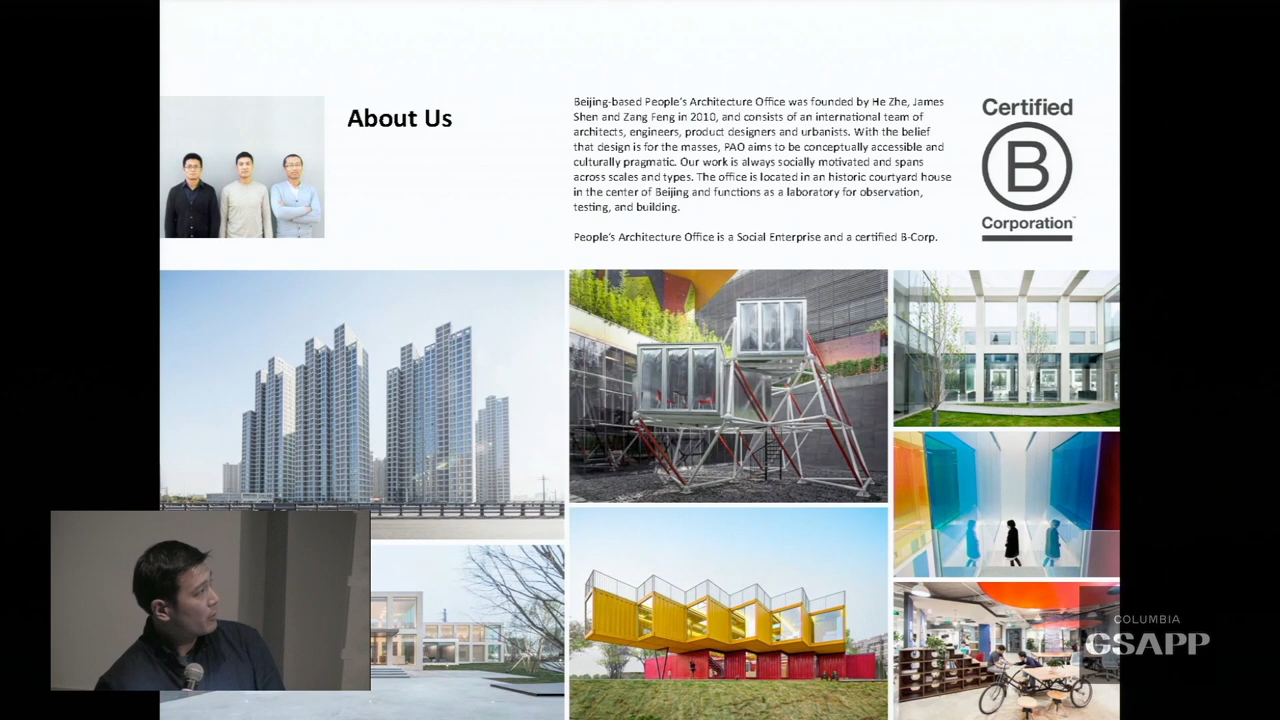 About Us
Beijing-based People's Architecture Office was founded by He Zhe, James
Shen and Zang Feng in 2010, and consists of an international team of
architects, engineers, product designers and urbanists. With the belief
that design is for the masses, PAO aims to be conceptually accessible and
culturally pragmatic. Our work is always socially motivated and spans
across scales and types. The office is located in an historic courtyard house
in the center of Beijing and functions as a laboratory for observation,
testing, and building.
People's Architecture Office is a Social Enterprise and a certified B-Corp.
Certified
B
Corporation
COLUMBIA
GSAPP